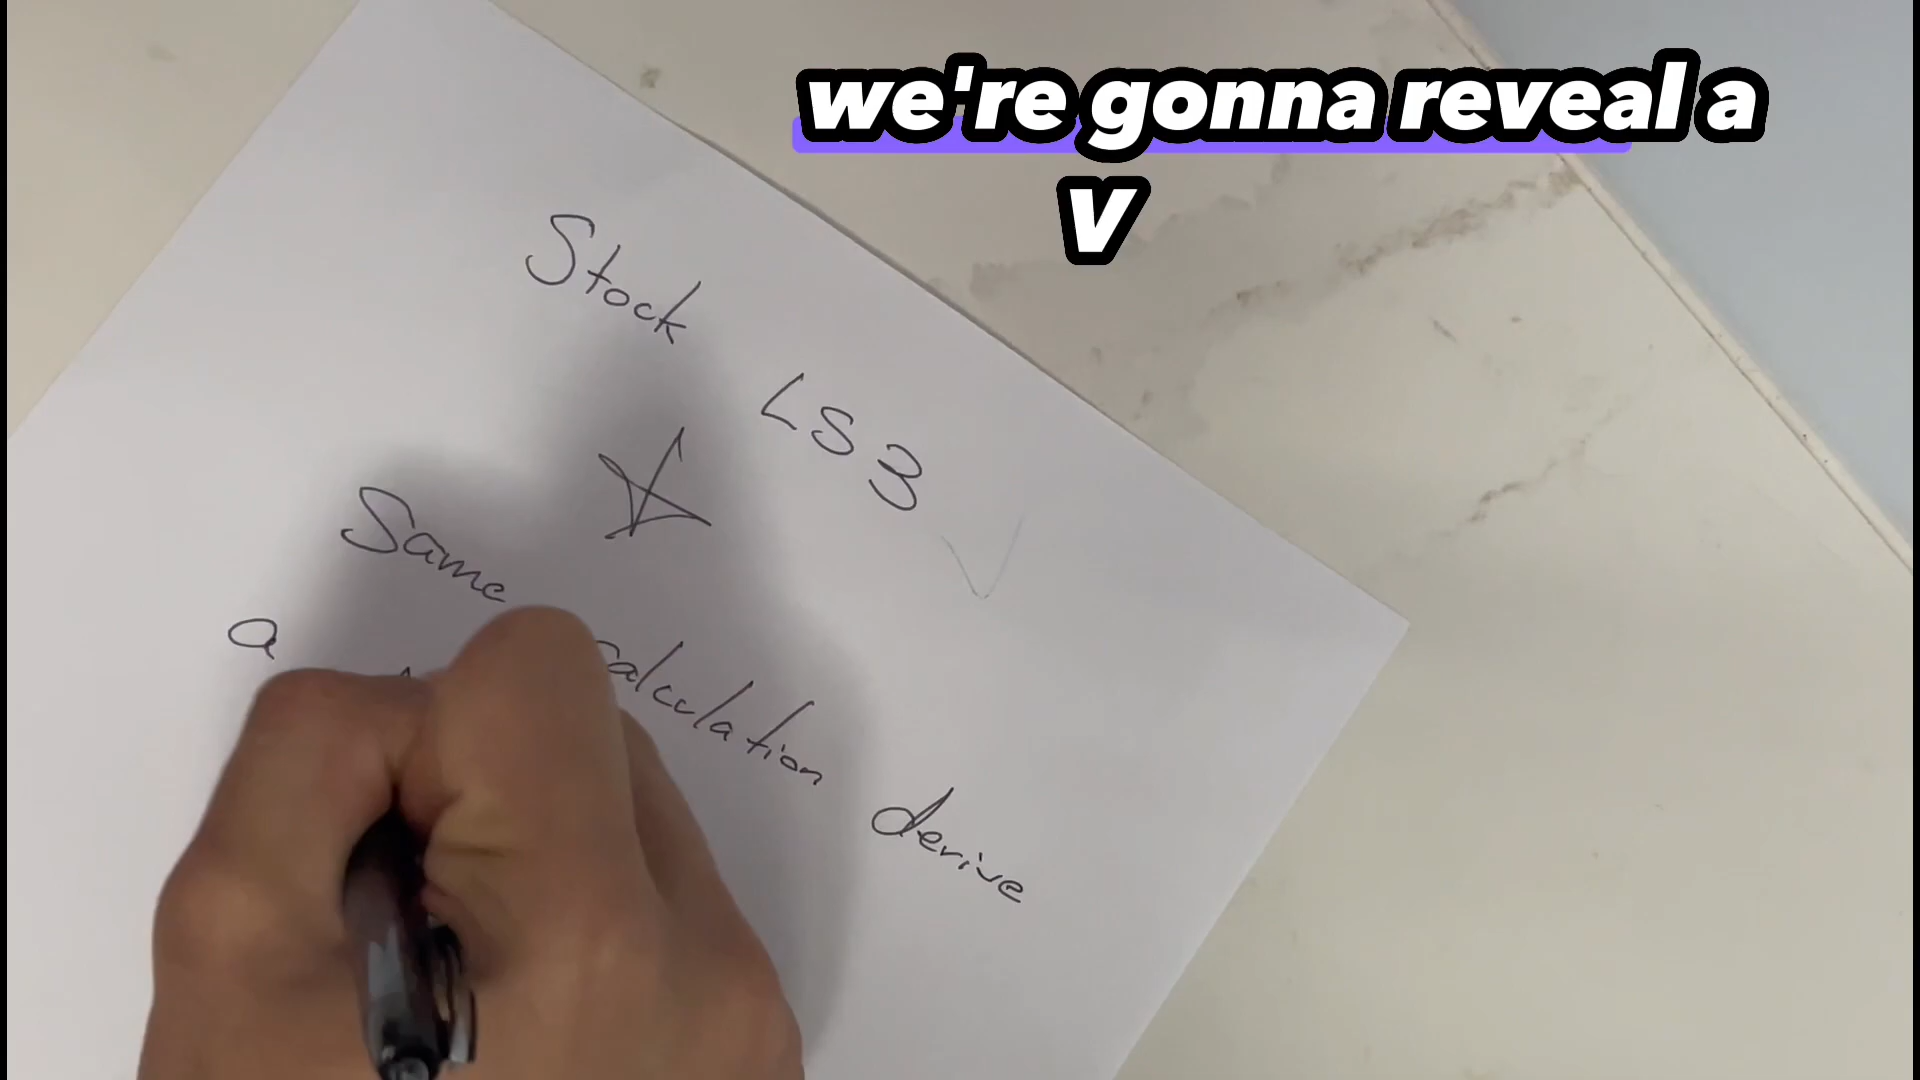 we're gonna reveal a
V
Stock LS3
Same calculation derive
a